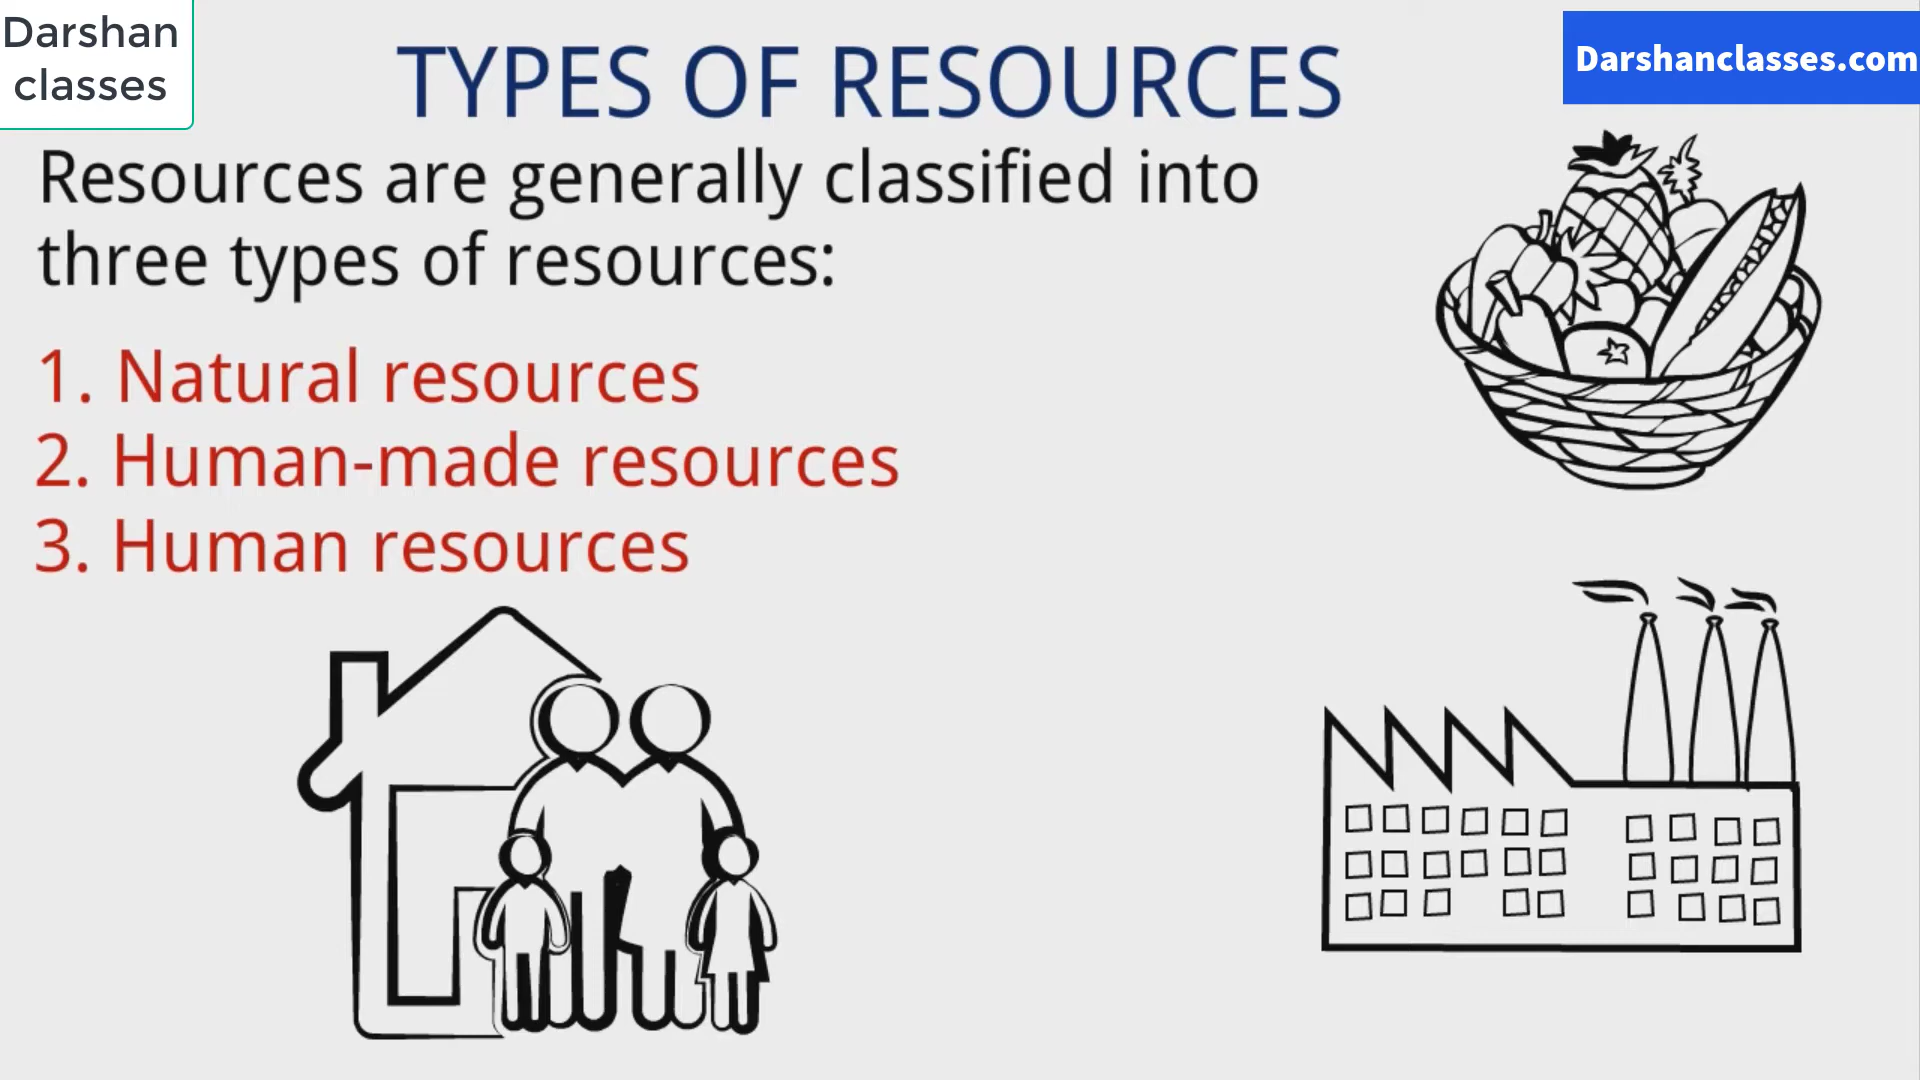 Darshan
classes
TYPES OF RESOURCES
Darshanclasses.com
Resources are generally classified into
three types of resources:
1. Natural resources
2. Human-made resources
3. Human resources